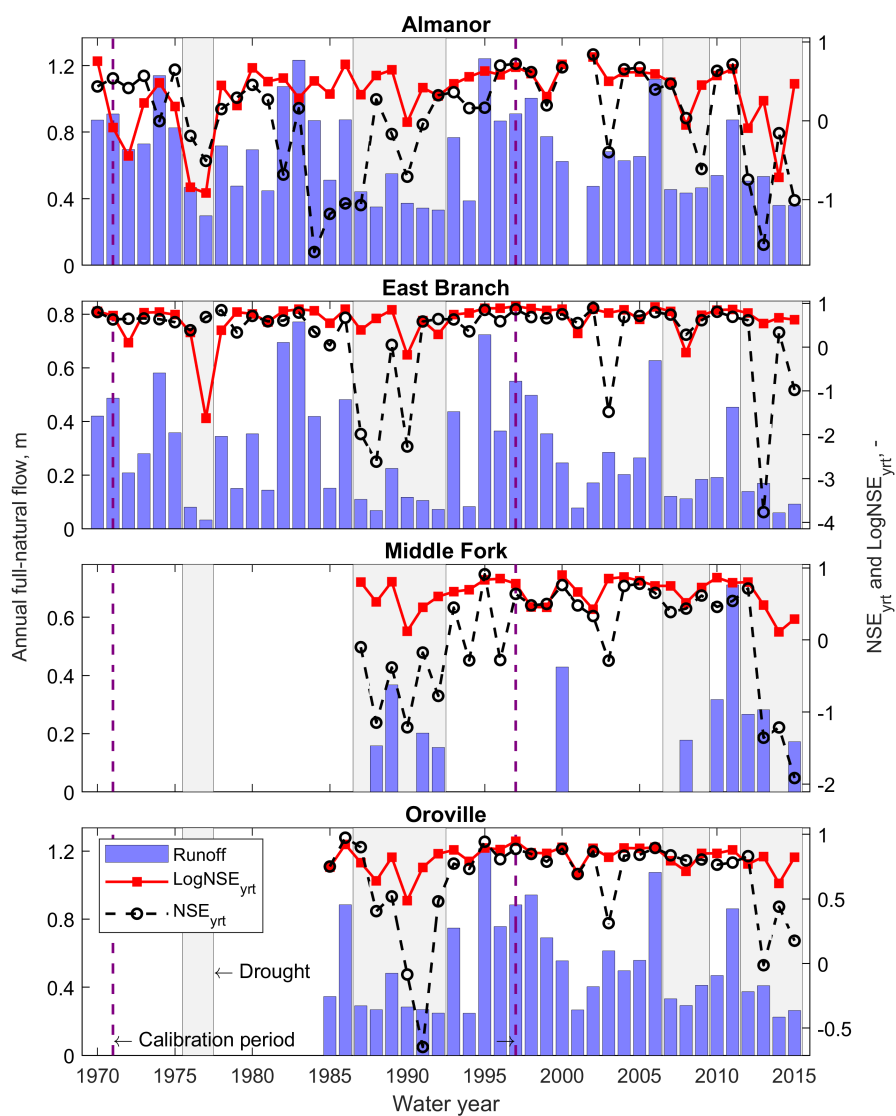 Almanor
1.2
0.8
0.4
0
1
0
-1
East Branch
0.8
0.6
0.4
0.2
0
1
0
-1
-2
-3
-4
Middle Fork
0.6
0.4
0.2
0
1
0
-1
-2
Oroville
1.2
0.8
0.4
0
1
0.5
0
-0.5
Runoff
LogNSEyrt
NSEyrt
← Drought
← Calibration period →
1970 1975 1980 1985 1990 1995 2000 2005 2010 2015
Water year
Annual full-natural flow, m
NSEyrt and LogNSEyrt, -